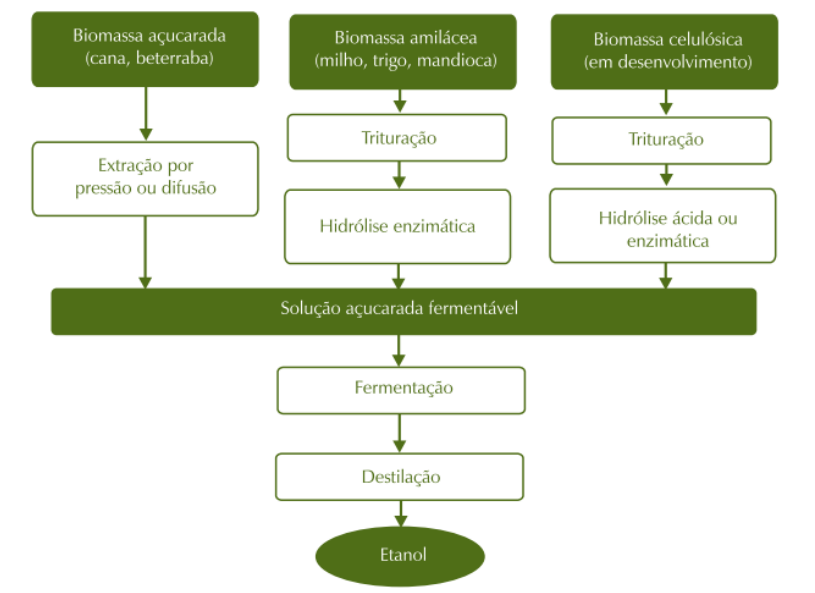 Biomassa açucarada
(cana, beterraba)
Biomassa amilácea
(milho, trigo, mandioca)
Biomassa celulósica
(em desenvolvimento)
Extração por
pressão ou difusão
Trituração
Trituração
Hidrólise enzimática
Hidrólise ácida ou
enzimática
Solução açucarada fermentável
Fermentação
Destilação
Etanol